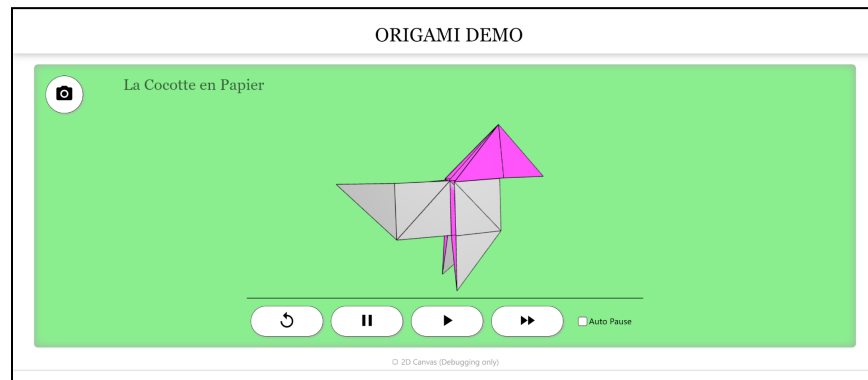 ORIGAMI DEMO
La Cocotte en Papier
Auto Pause
2D Canvas (Debugging only)